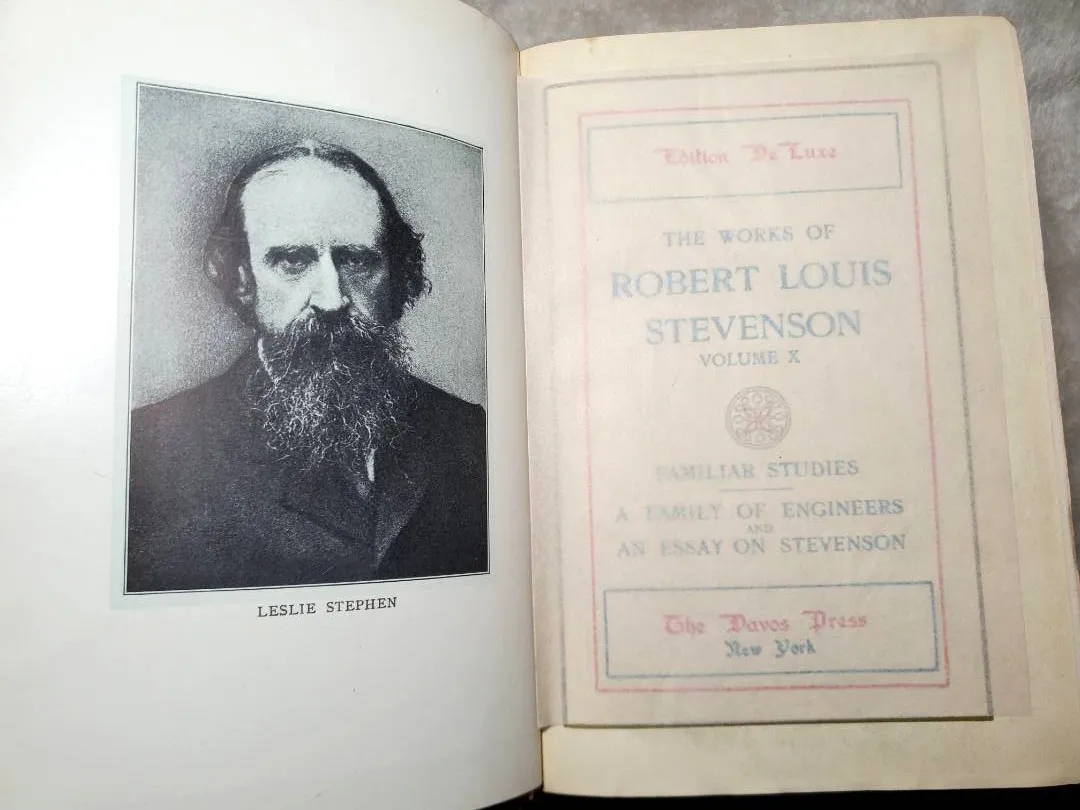 LESLIE STEPHEN
Edition De Luxe
THE WORKS OF
ROBERT LOUIS
STEVENSON
VOLUME X
FAMILIAR STUDIES
A FAMILY OF ENGINEERS
AND
AN ESSAY ON STEVENSON
The Davos Press
New York